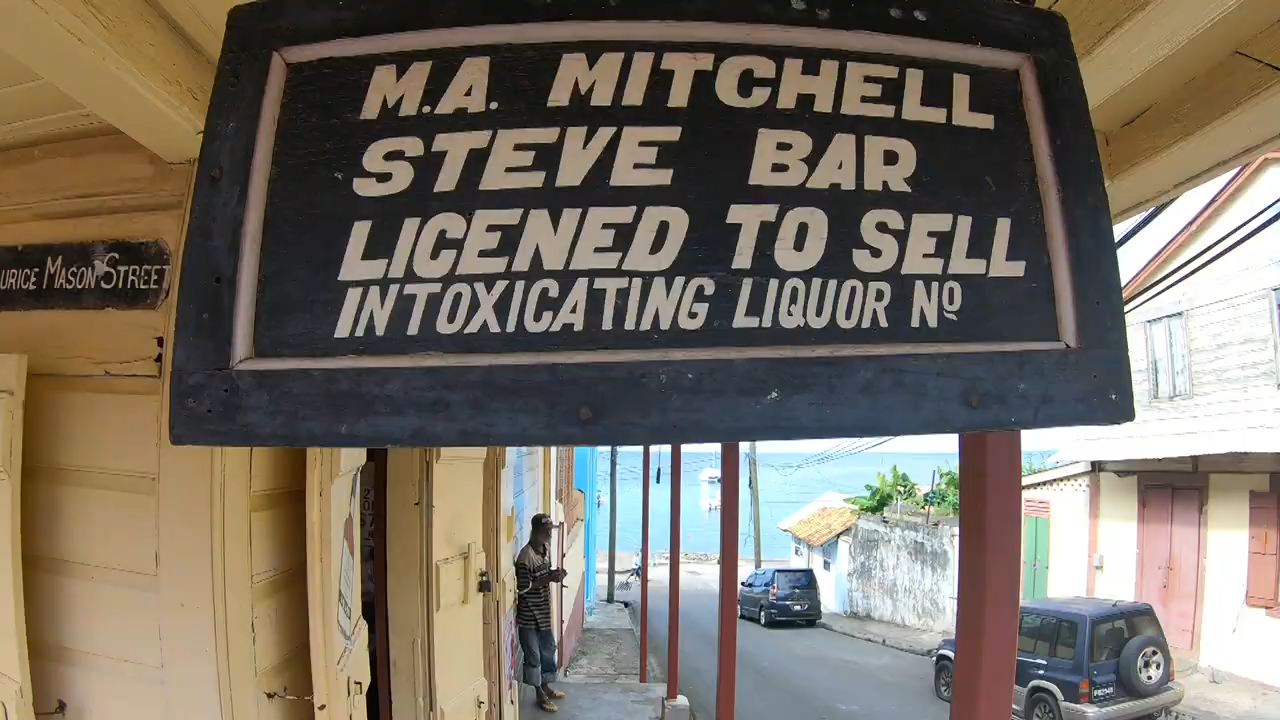 M.A. MITCHELL
STEVE BAR
LICENED TO SELL
INTOXICATING LIQUOR Nº
URICE MASON STREET